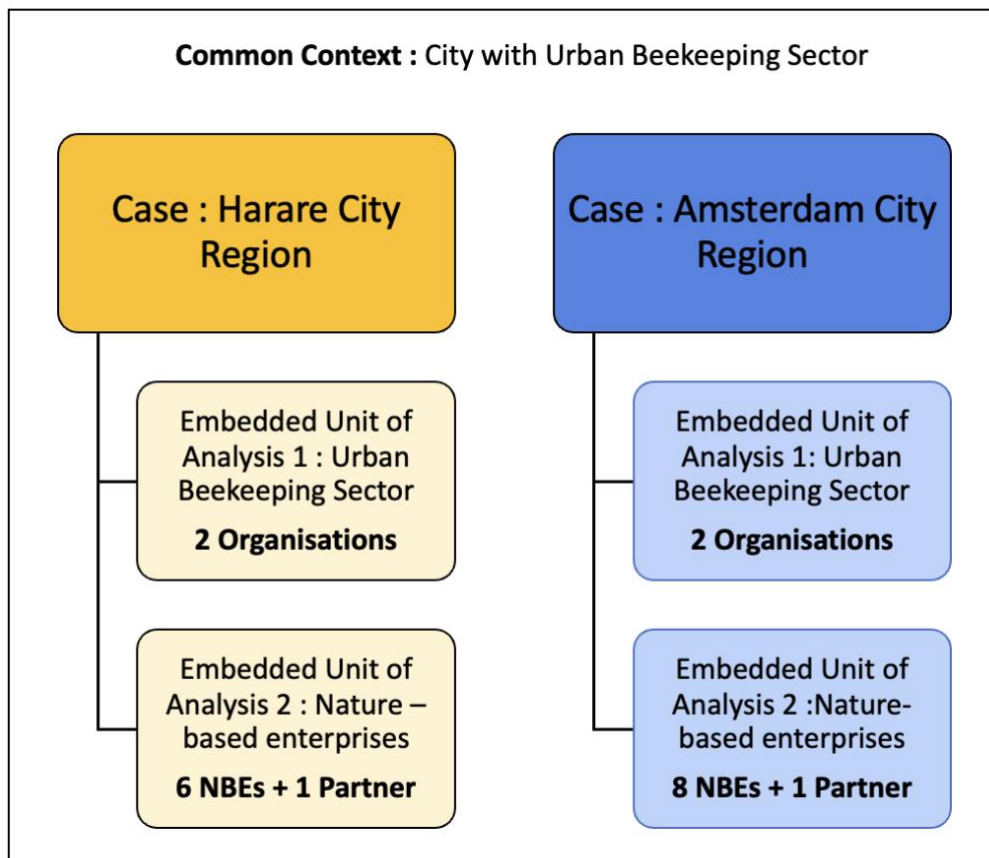 Common Context : City with Urban Beekeeping Sector
Case : Harare City
Region
Embedded Unit of
Analysis 1 : Urban
Beekeeping Sector
2 Organisations
Embedded Unit of
Analysis 2 : Nature –
based enterprises
6 NBEs + 1 Partner
Case : Amsterdam City
Region
Embedded Unit of
Analysis 1: Urban
Beekeeping Sector
2 Organisations
Embedded Unit of
Analysis 2 :Nature-
based enterprises
8 NBEs + 1 Partner